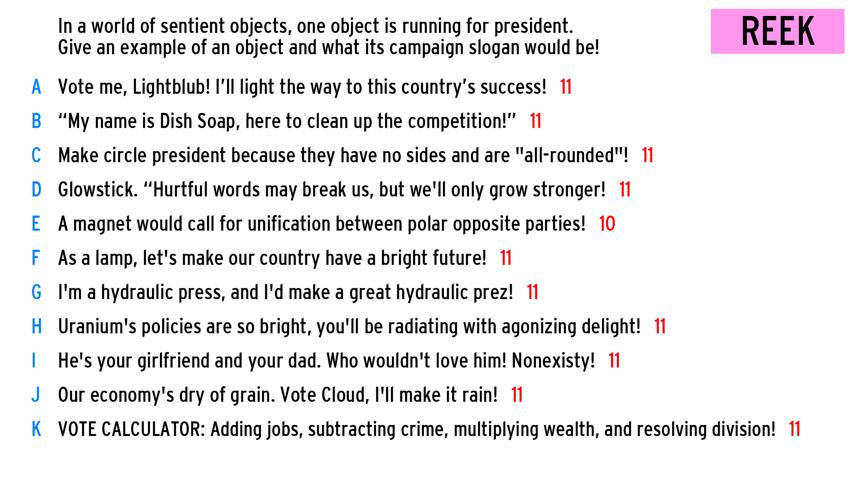 In a world of sentient objects, one object is running for president.
Give an example of an object and what its campaign slogan would be!
REEK
A Vote me, Lightblub! I’ll light the way to this country’s success! 11
B “My name is Dish Soap, here to clean up the competition!” 11
C Make circle president because they have no sides and are "all-rounded"! 11
D Glowstick. “Hurtful words may break us, but we'll only grow stronger! 11
E A magnet would call for unification between polar opposite parties! 10
F As a lamp, let's make our country have a bright future! 11
G I'm a hydraulic press, and I'd make a great hydraulic prez! 11
H Uranium's policies are so bright, you'll be radiating with agonizing delight! 11
I He's your girlfriend and your dad. Who wouldn't love him! Nonexisty! 11
J Our economy's dry of grain. Vote Cloud, I'll make it rain! 11
K VOTE CALCULATOR: Adding jobs, subtracting crime, multiplying wealth, and resolving division! 11